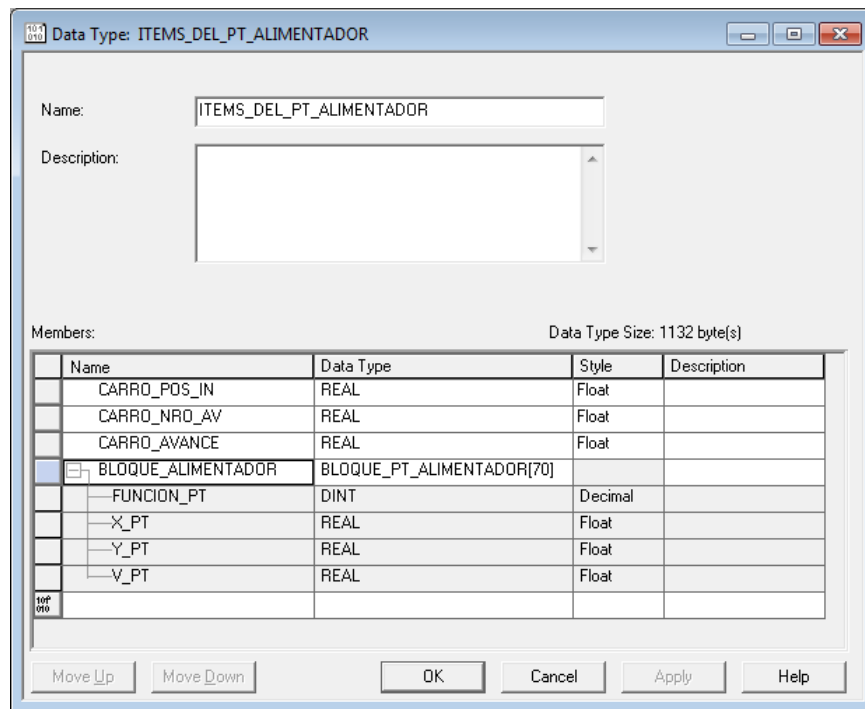 Data Type: ITEMS_DEL_PT_ALIMENTADOR
Name: ITEMS_DEL_PT_ALIMENTADOR
Description:
Members: Data Type Size: 1132 byte(s)
Name Data Type Style Description
CARRO_POS_IN REAL Float
CARRO_NRO_AV REAL Float
CARRO_AVANCE REAL Float
BLOQUE_ALIMENTADOR BLOQUE_PT_ALIMENTADOR[70]
FUNCION_PT DINT Decimal
X_PT REAL Float
Y_PT REAL Float
V_PT REAL Float
Move Up Move Down OK Cancel Apply Help